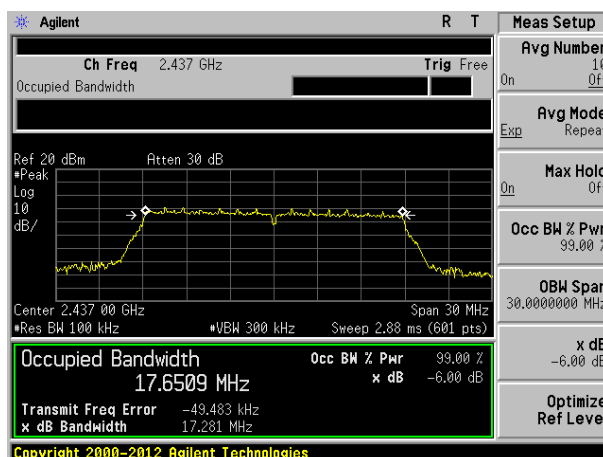 Agilent R T Meas Setup
Ch Freq 2.437 GHz Trig Free
Occupied Bandwidth
Avg Number
On
Avg Mode
Exp
Max Hold
On
Occ BW % Pwr
99.00 %
OBW Span
30.0000000 MHz
x dB
-6.00 dB
Optimize
Ref Level
Ref 20 dBm Atten 30 dB
#Peak
Log
10
dB/
Center 2.437 00 GHz Span 30 MHz
#Res BW 100 kHz #VBW 300 kHz Sweep 2.88 ms (601 pts)
Occupied Bandwidth
17.6509 MHz
Occ BW % Pwr 99.00 %
x dB -6.00 dB
Transmit Freq Error -49.483 kHz
x dB Bandwidth 17.281 MHz
Copyright 2000-2012 Agilent Technologies